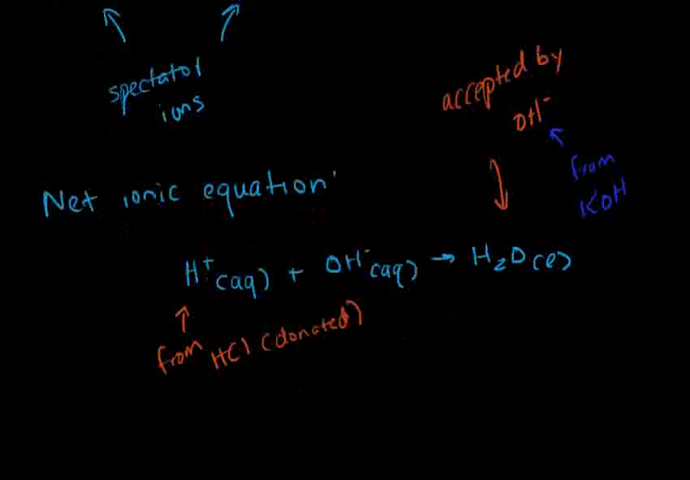 spectator
ions
accepted by
OH⁻
from
KOH
Net ionic equation:
H⁺(aq) + OH⁻(aq) → H₂O(l)
from HCl (donated)